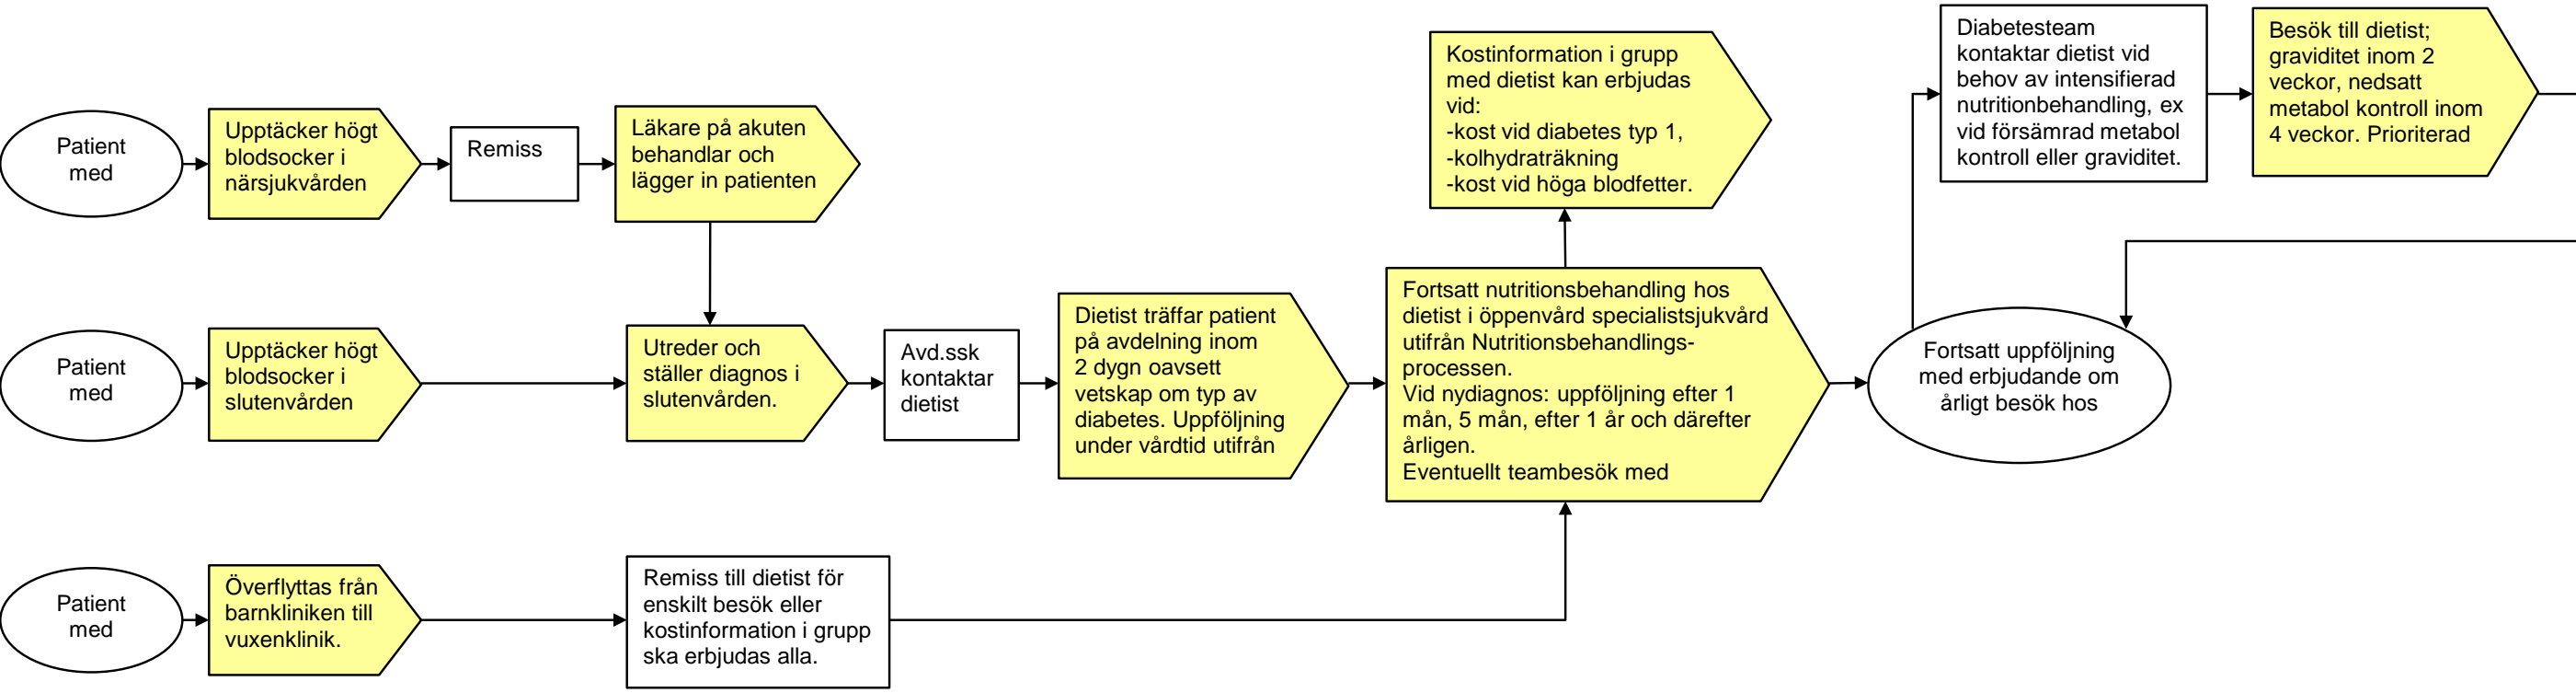 Patient
med
Upptäcker högt
blodsocker i
närsjukvården
Remiss
Läkare på akuten
behandlar och
lägger in patienten
Kostinformation i grupp
med dietist kan erbjudas
vid:
-kost vid diabetes typ 1,
-kolhydraträkning
-kost vid höga blodfetter.
Diabetesteam
kontaktar dietist vid
behov av intensifierad
nutritionbehandling, ex
vid försämrad metabol
kontroll eller graviditet.
Besök till dietist;
graviditet inom 2
veckor, nedsatt
metabol kontroll inom
4 veckor. Prioriterad
Patient
med
Upptäcker högt
blodsocker i
slutenvården
Utreder och
ställer diagnos i
slutenvården.
Avd.ssk
kontaktar
dietist
Dietist träffar patient
på avdelning inom
2 dygn oavsett
vetskap om typ av
diabetes. Uppföljning
under vårdtid utifrån
Fortsatt nutritionsbehandling hos
dietist i öppenvård specialistsjukvård
utifrån Nutritionsbehandlings-
processen.
Vid nydiagnos: uppföljning efter 1
mån, 5 mån, efter 1 år och därefter
årligen.
Eventuellt teambesök med
Fortsatt uppföljning
med erbjudande om
årligt besök hos
Patient
med
Överflyttas från
barnkliniken till
vuxenklinik.
Remiss till dietist för
enskilt besök eller
kostinformation i grupp
ska erbjudas alla.